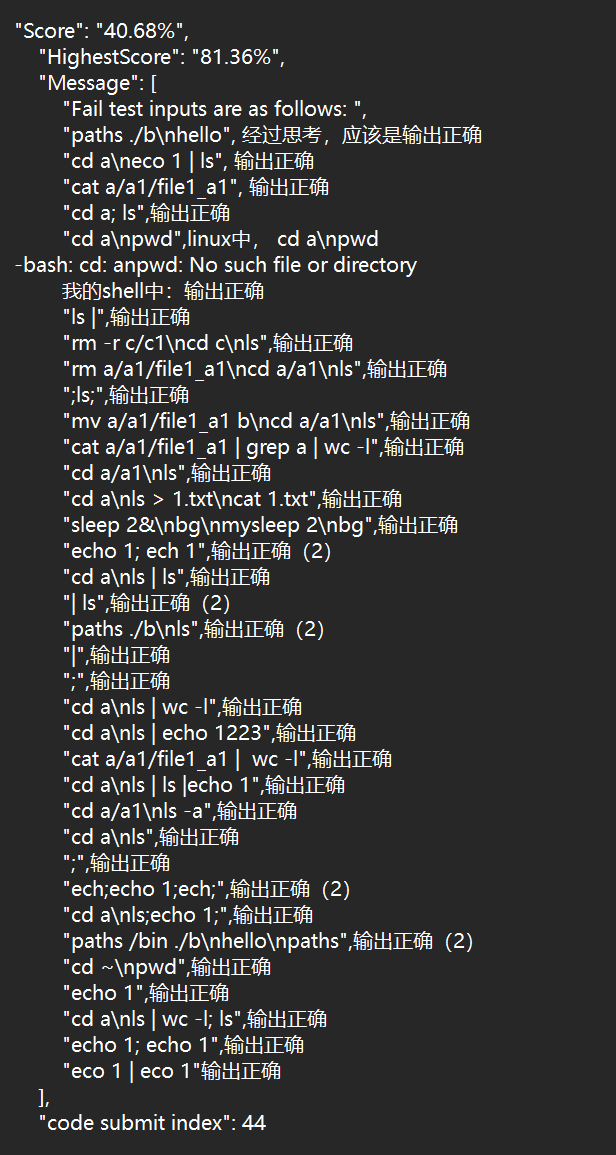 "Score": "40.68%",
"HighestScore": "81.36%",
"Message": [
"Fail test inputs are as follows: ",
"paths ./b\nhello", 经过思考，应该是输出正确
"cd a\neco 1 | ls", 输出正确
"cat a/a1/file1_a1", 输出正确
"cd a; ls",输出正确
"cd a\npwd",linux中， cd a\npwd
-bash: cd: anpwd: No such file or directory
我的shell中：输出正确
"ls |",输出正确
"rm -r c/c1\ncd c\nls",输出正确
"rm a/a1/file1_a1\ncd a/a1\nls",输出正确
";ls;",输出正确
"mv a/a1/file1_a1 b\ncd a/a1\nls",输出正确
"cat a/a1/file1_a1 | grep a | wc -l",输出正确
"cd a/a1\nls",输出正确
"cd a\nls > 1.txt\ncat 1.txt",输出正确
"sleep 2&\nbg\nmysleep 2\nbg",输出正确
"echo 1; ech 1",输出正确（2）
"cd a\nls | ls",输出正确
"| ls",输出正确（2）
"paths ./b\nls",输出正确（2）
"|",输出正确
";",输出正确
"cd a\nls | wc -l",输出正确
"cd a\nls | echo 1223",输出正确
"cat a/a1/file1_a1 |  wc -l",输出正确
"cd a\nls | ls |echo 1",输出正确
"cd a/a1\nls -a",输出正确
"cd a\nls",输出正确
";",输出正确
"ech;echo 1;ech;",输出正确（2）
"cd a\nls;echo 1;",输出正确
"paths /bin ./b\nhello\npaths",输出正确（2）
"cd ~\npwd",输出正确
"echo 1",输出正确
"cd a\nls | wc -l; ls",输出正确
"echo 1; echo 1",输出正确
"eco 1 | eco 1"输出正确
],
"code submit index": 44